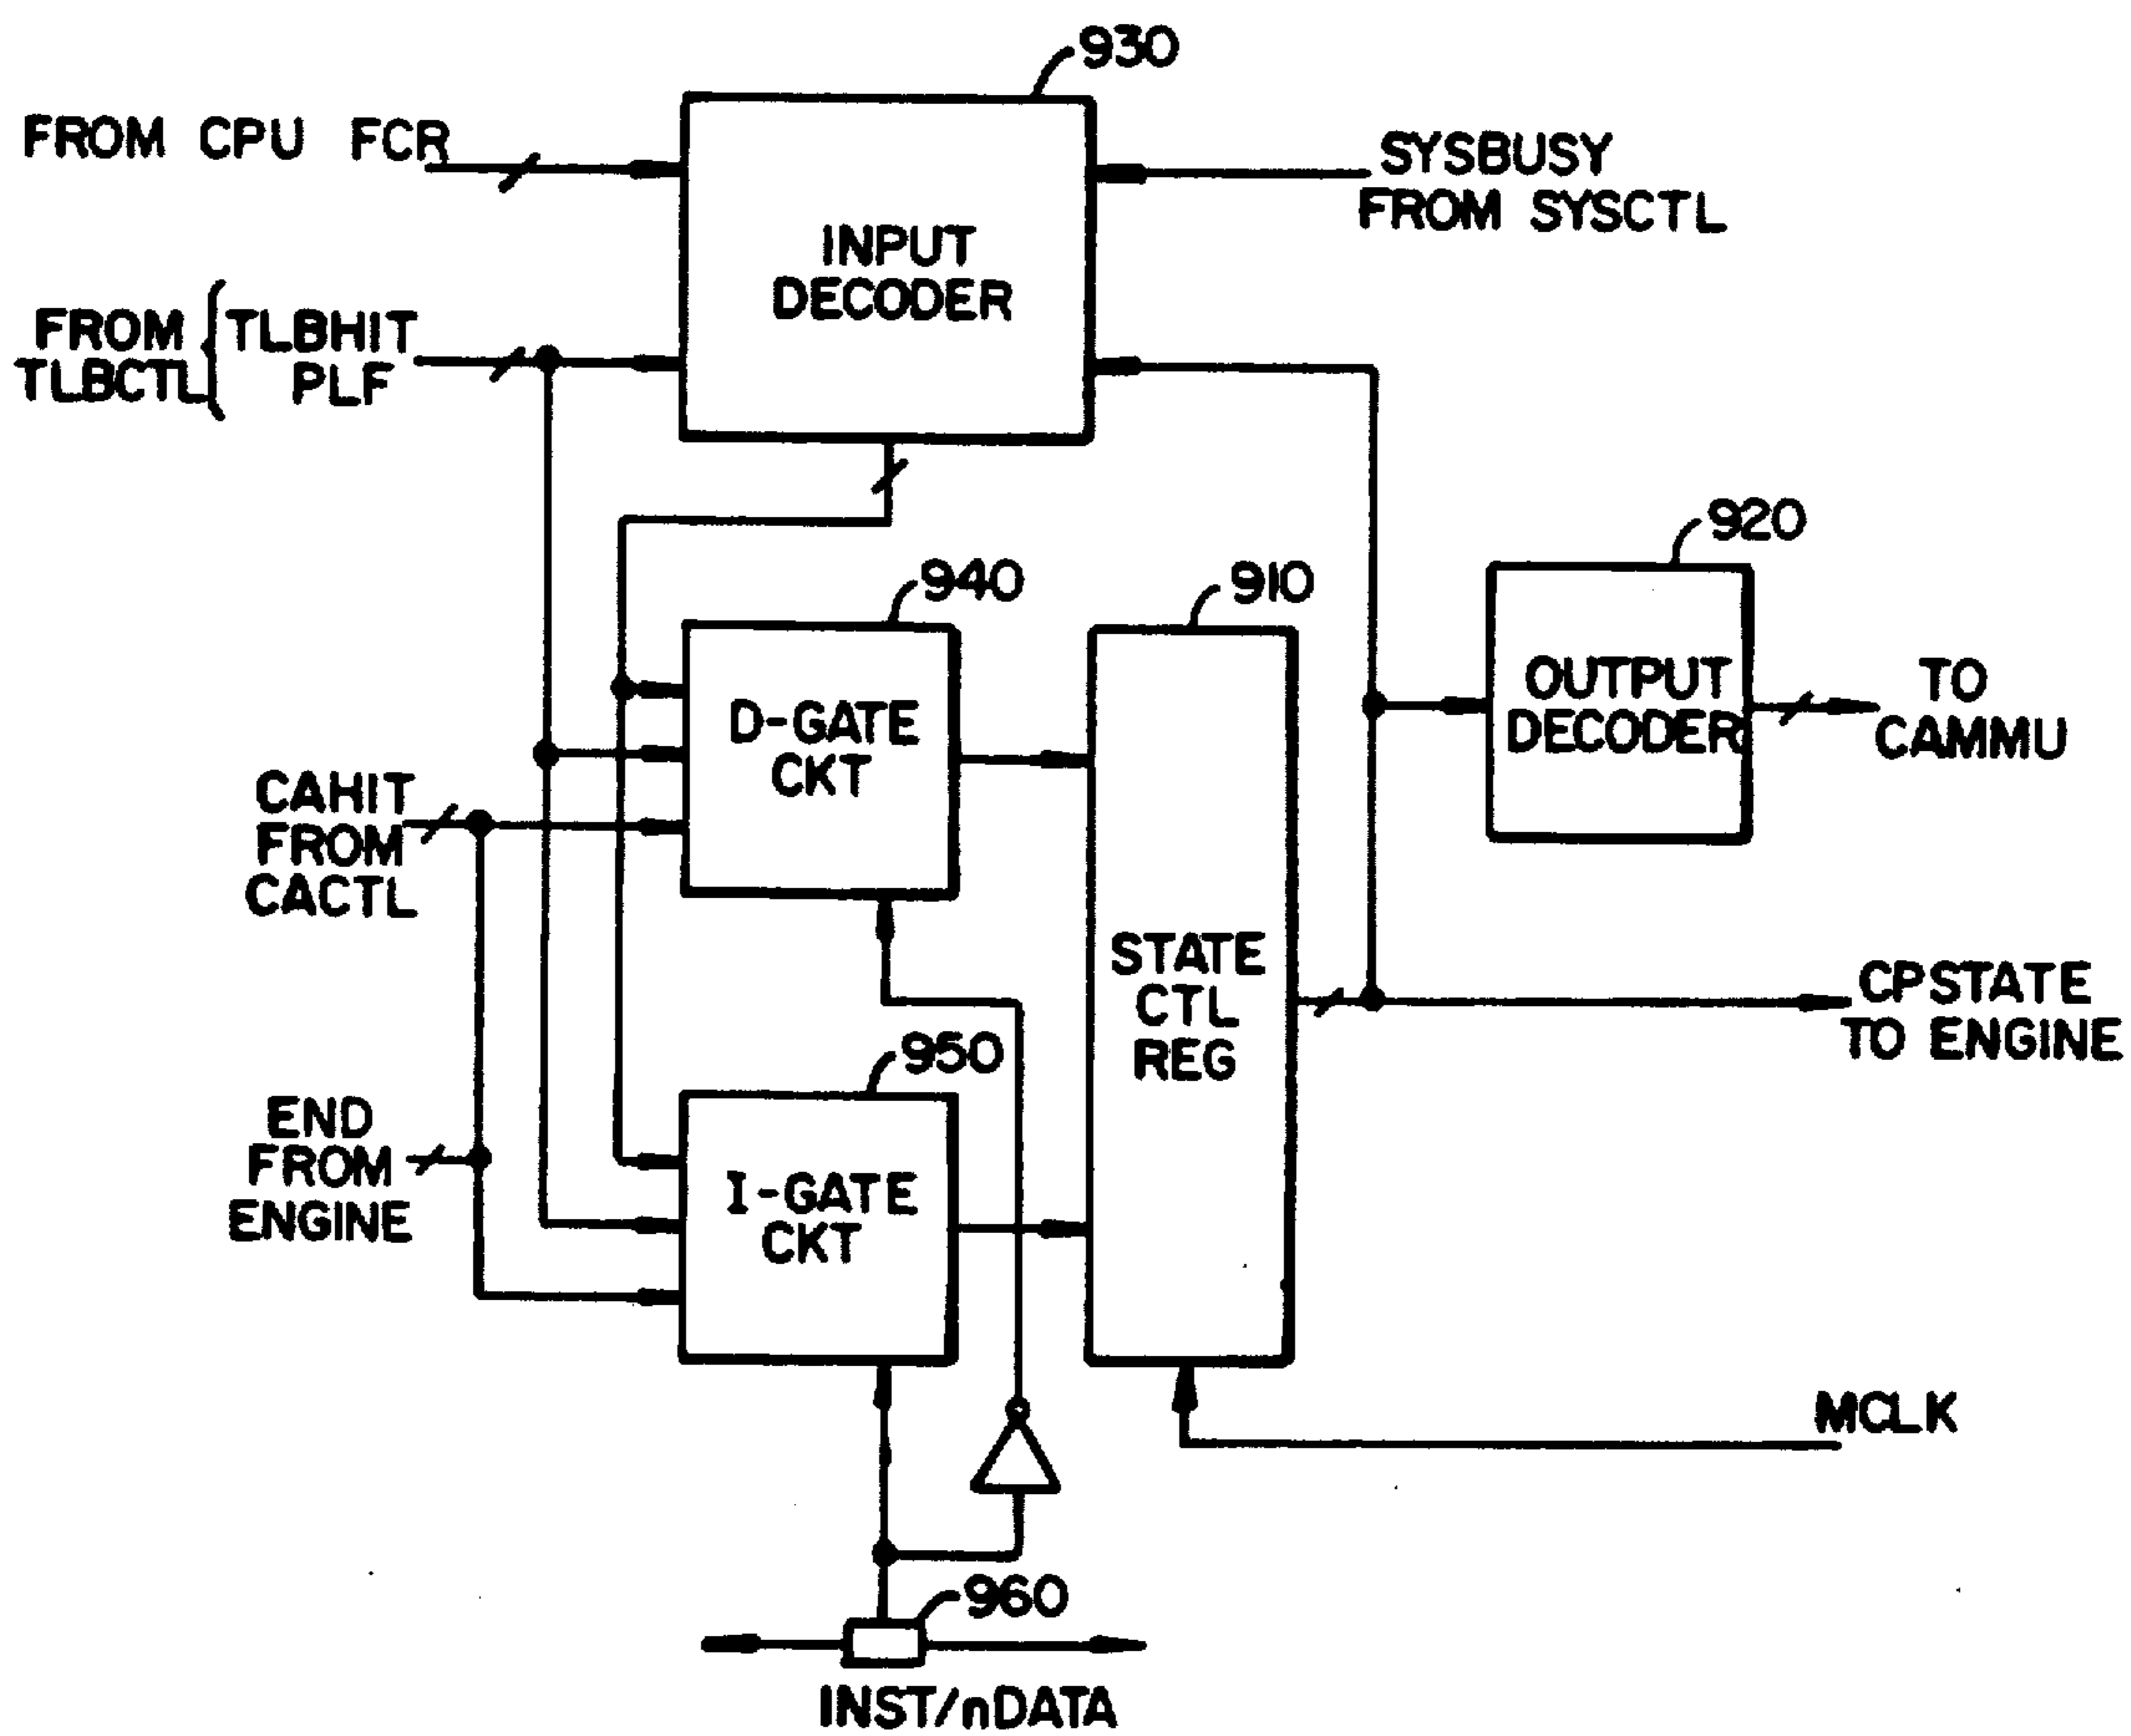 930
FROM CPU FCR
SYSBUSY
FROM SYSCTL
INPUT
DECODER
FROM { TLBHIT
TLBCTL PLF
920
940
910
OUTPUT
DECODER
TO
CAMMU
D-GATE
CKT
CAHIT
FROM
CACTL
STATE
CTL
REG
CPSTATE
TO ENGINE
950
END
FROM
ENGINE
I-GATE
CKT
MCLK
960
INST/nDATA